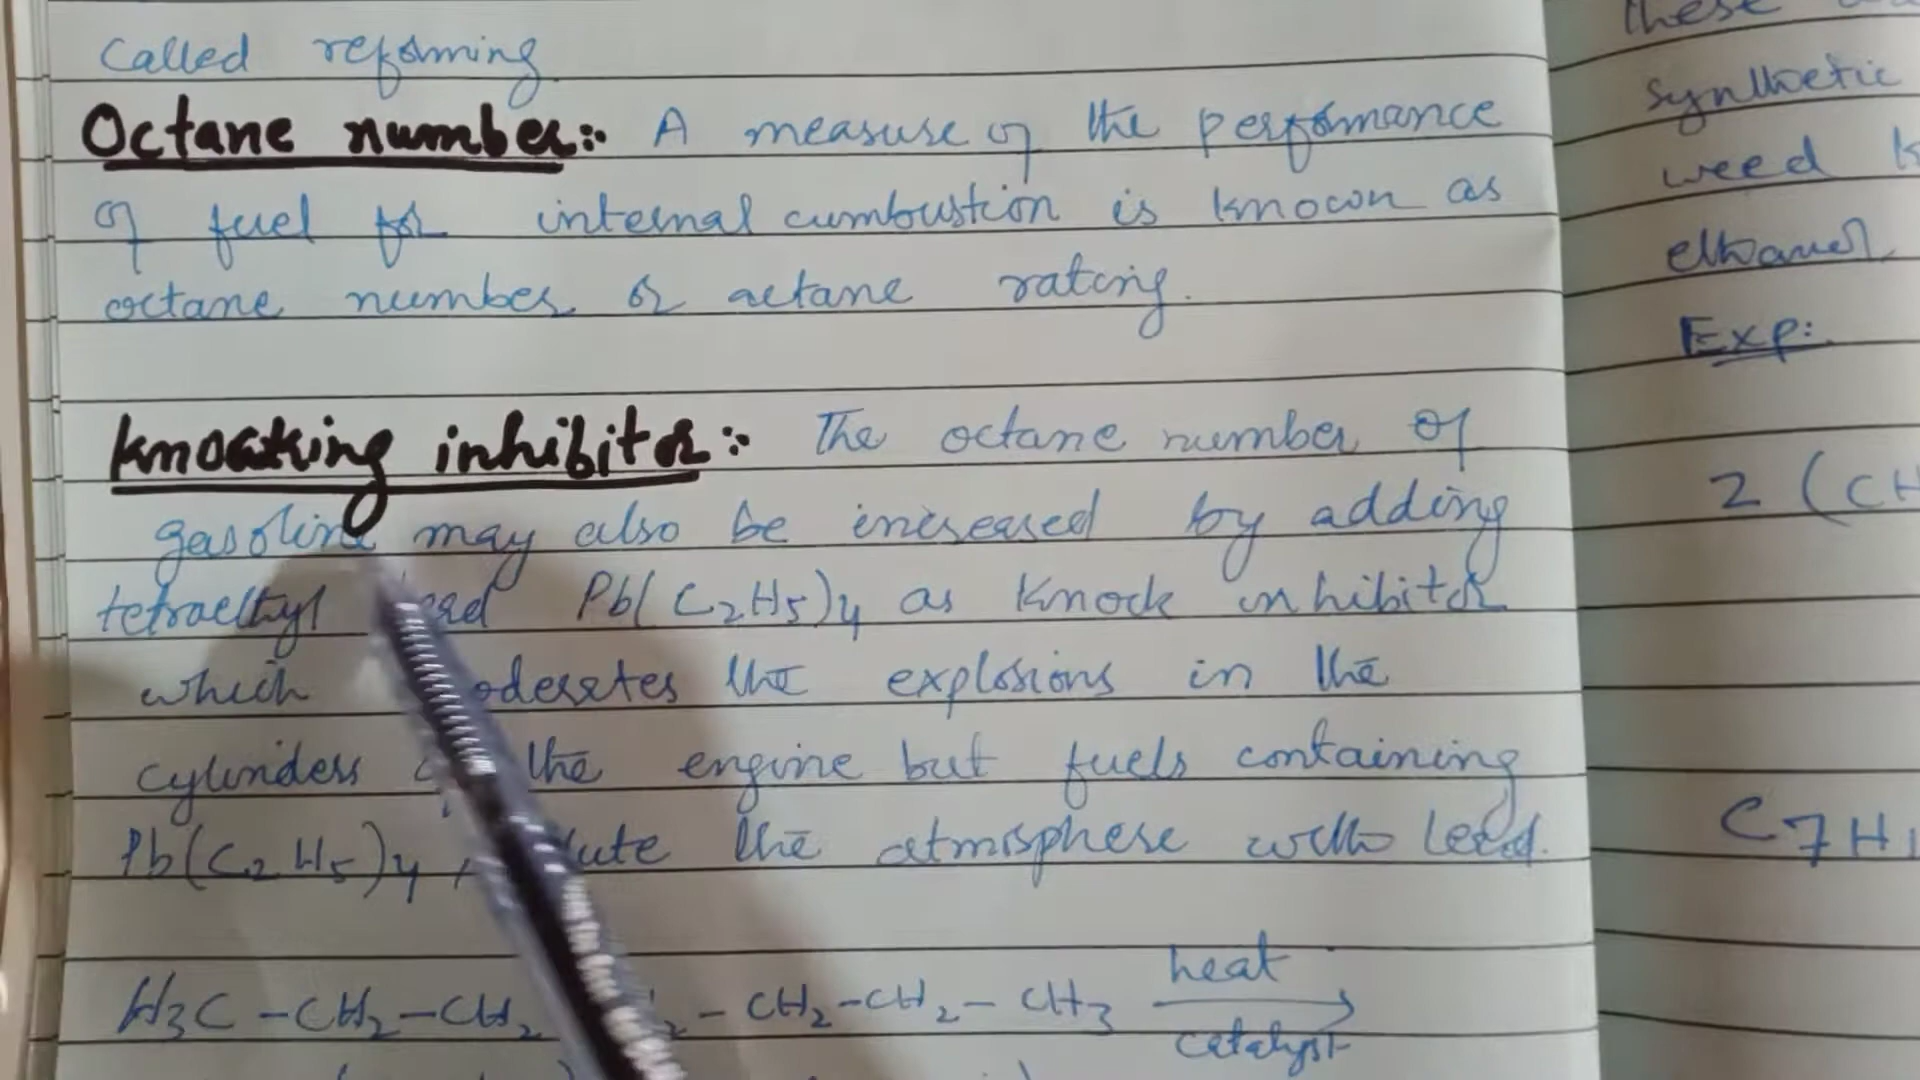 Called reforming
Octane number:- A measure of the performance
of fuel for internal cumbustion is known as
octane number or actane rating.
knocking inhibitor:- The octane number of
gasoline may also be increased by adding
tetraethyl Pb(C2H5)4 as knock inhibitor
which the explosions in the
cylinders the engine but fuels containing
Pb(C2H5)4 the atmosphere with lead.
heat
H3C-CH2-CH2 -CH2-CH2-CH3
catalyst
synthetic
weed
ethanol,
Exp:
2 (CH
C7H1